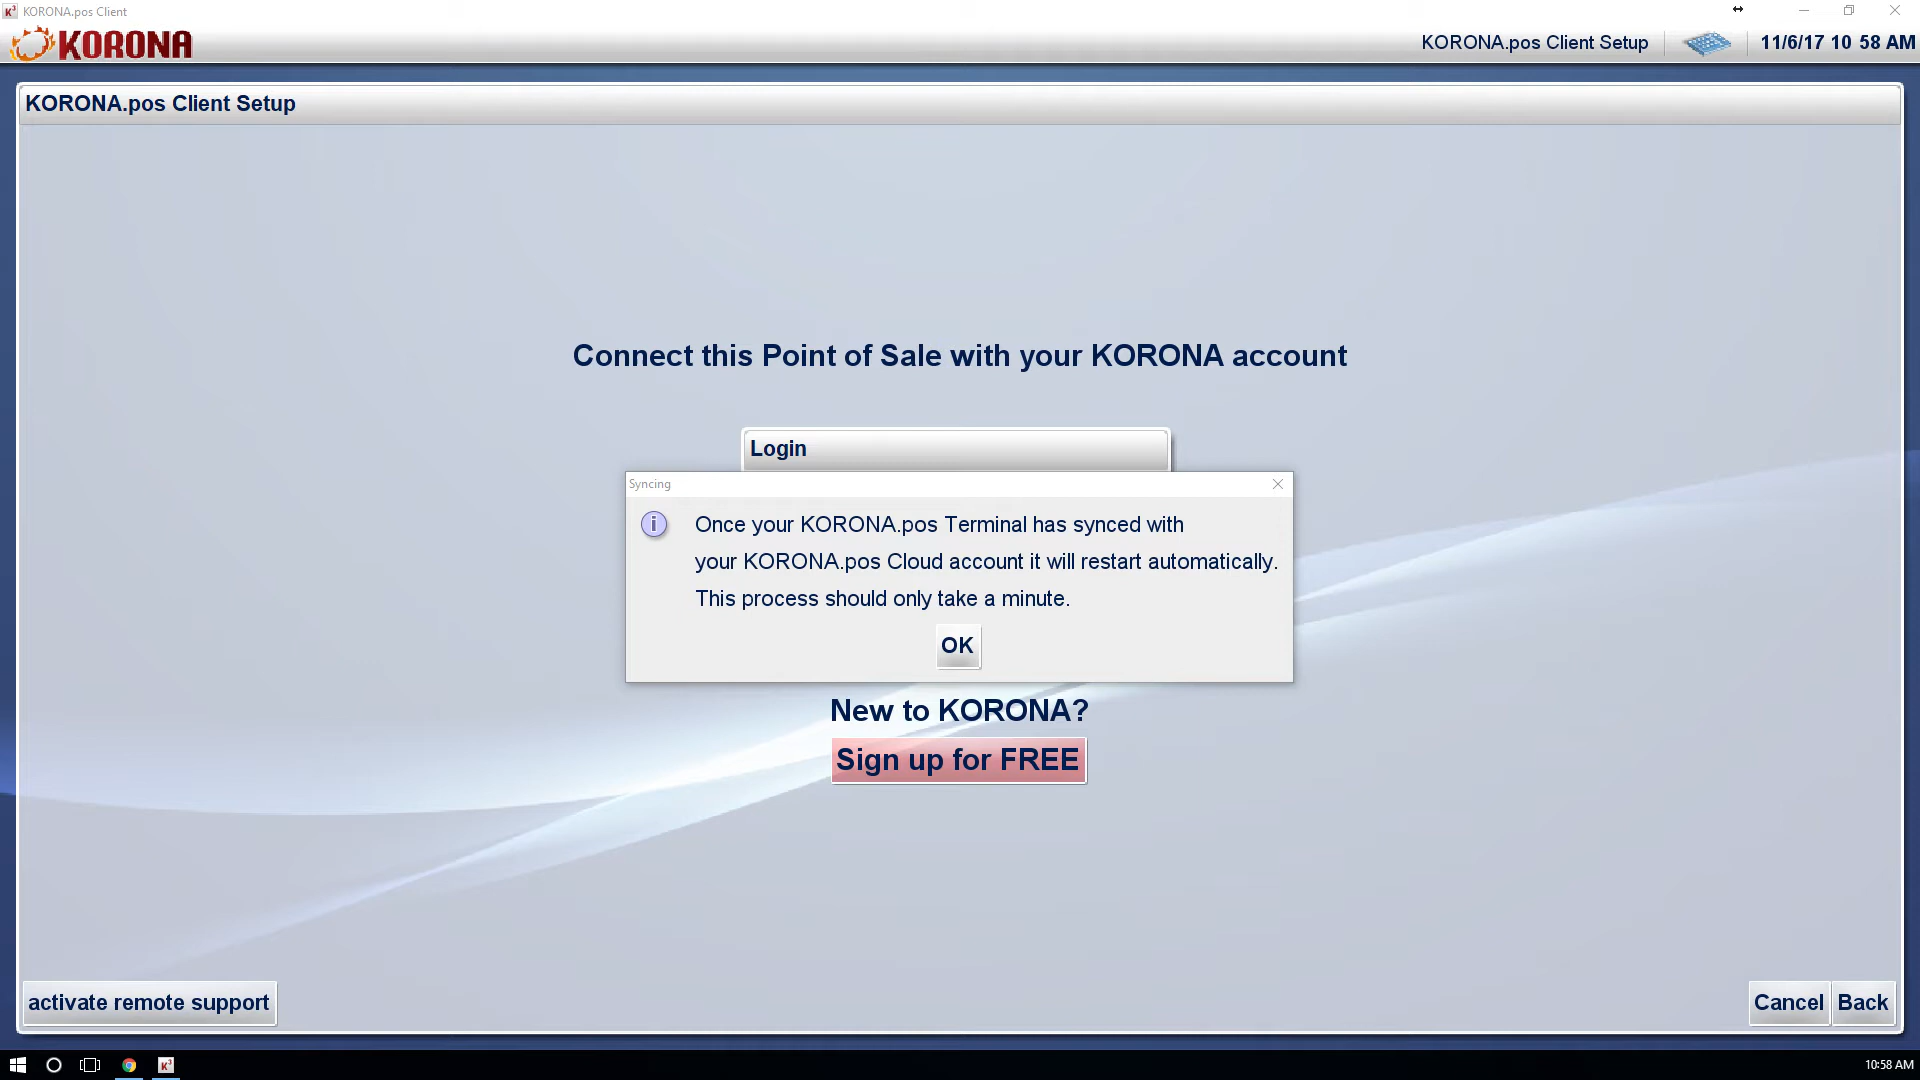 KORONA.pos Client
KORONA
KORONA.pos Client Setup
11/6/17 10 58 AM
KORONA.pos Client Setup
Connect this Point of Sale with your KORONA account
Login
Syncing
Once your KORONA.pos Terminal has synced with
your KORONA.pos Cloud account it will restart automatically.
This process should only take a minute.
OK
New to KORONA?
Sign up for FREE
activate remote support
Cancel
Back
10:58 AM